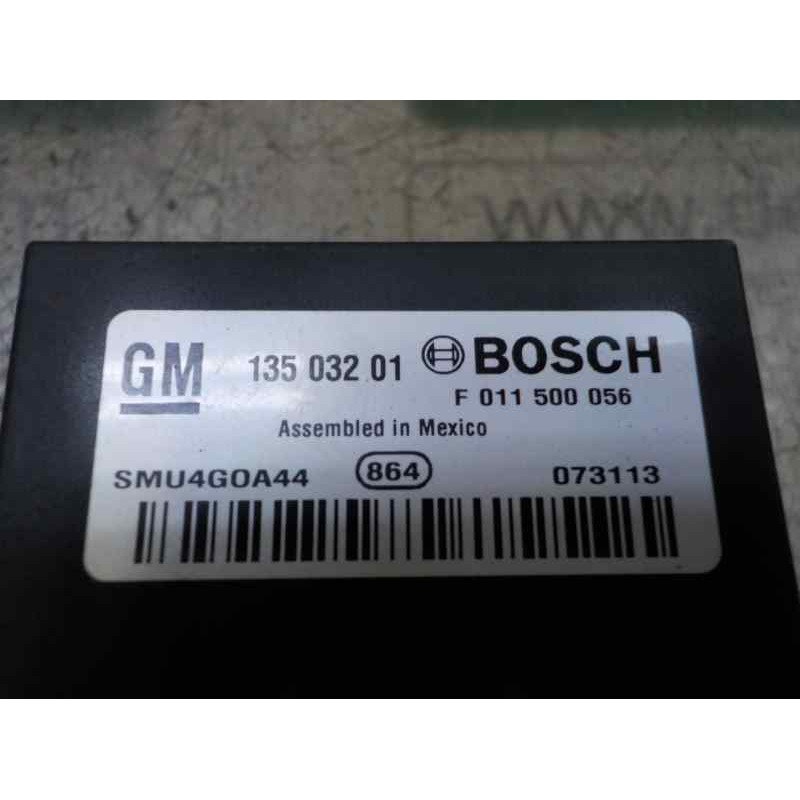 GM 135 032 01 BOSCH
F 011 500 056
Assembled in Mexico
SMU4G0A44 864 073113